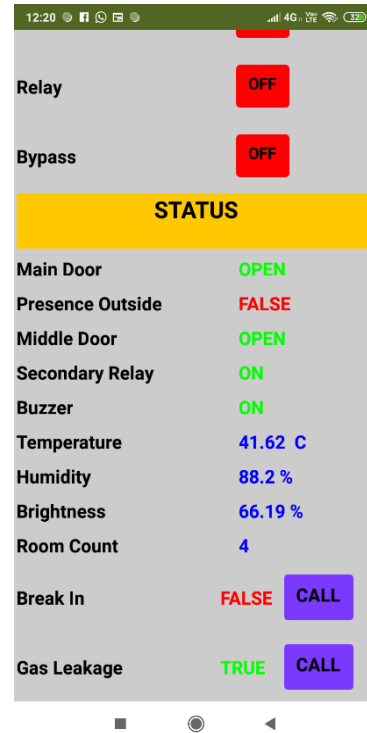 12:20 4G VoI LTE 32
Relay OFF
Bypass OFF
STATUS
Main Door OPEN
Presence Outside FALSE
Middle Door OPEN
Secondary Relay ON
Buzzer ON
Temperature 41.62 C
Humidity 88.2 %
Brightness 66.19 %
Room Count 4
Break In FALSE CALL
Gas Leakage TRUE CALL